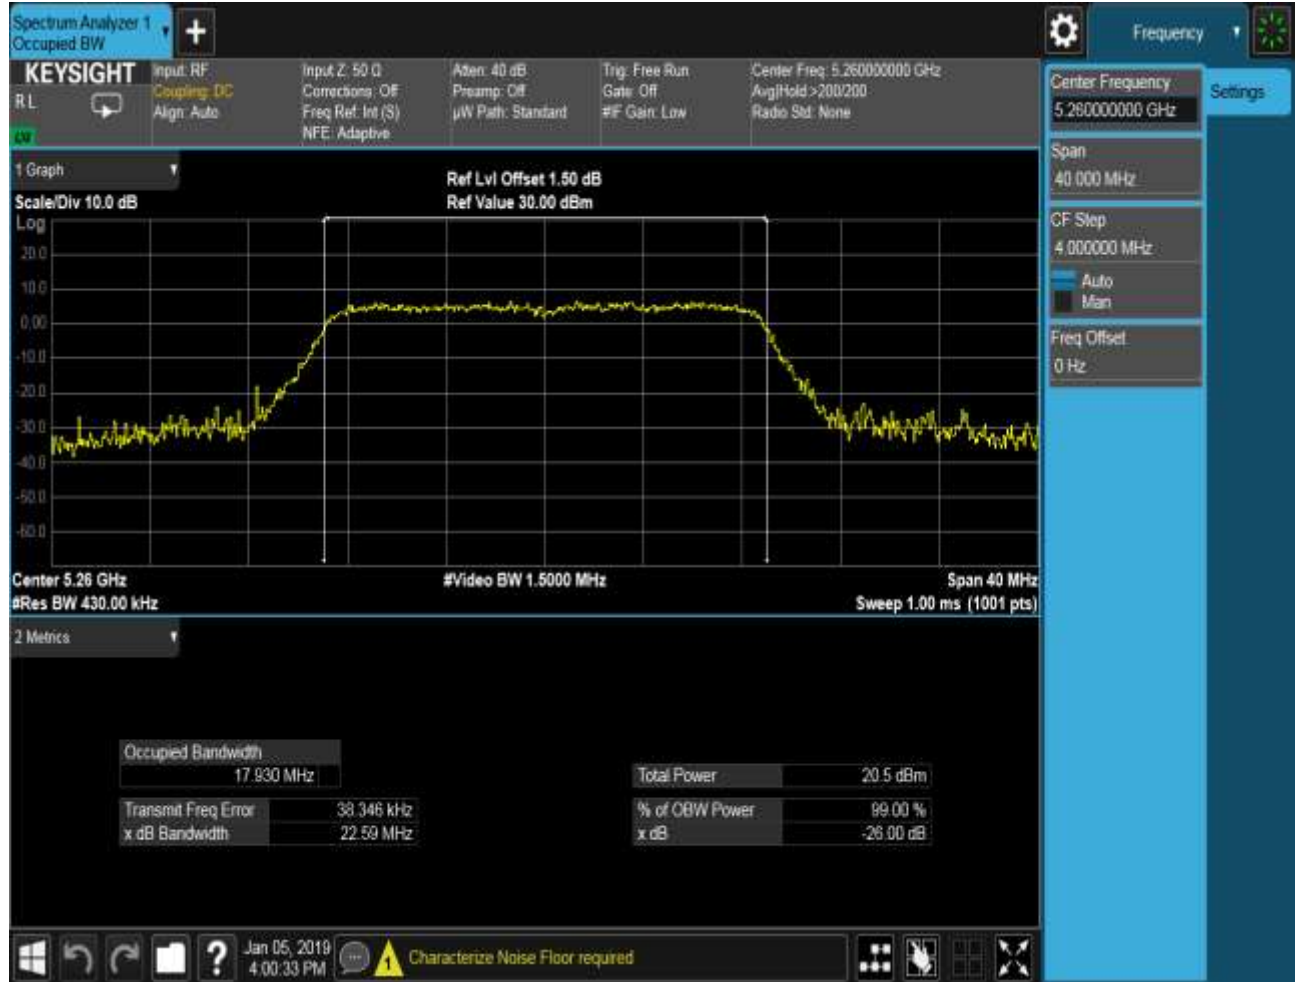 Spectrum Analyzer 1
Occupied BW
Frequency
KEYSIGHT
R L
Input: RF
Coupling: DC
Align: Auto
Input Z: 50 Ω
Corrections: Off
Freq Ref: Int (S)
NFE: Adaptive
Atten: 40 dB
Preamp: Off
µW Path: Standard
Trig: Free Run
Gate: Off
#IF Gain: Low
Center Freq: 5.260000000 GHz
Avg|Hold:>200/200
Radio Std: None
Center Frequency
5.260000000 GHz
Settings
Span
40.000 MHz
CF Step
4.000000 MHz
Auto
Man
Freq Offset
0 Hz
1 Graph
Scale/Div 10.0 dB
Ref Lvl Offset 1.50 dB
Ref Value 30.00 dBm
Log
20.0
10.0
0.00
-10.0
-20.0
-30.0
-40.0
-50.0
-60.0
Center 5.26 GHz
#Video BW 1.5000 MHz
Span 40 MHz
#Res BW 430.00 kHz
Sweep 1.00 ms (1001 pts)
2 Metrics
Occupied Bandwidth
17.930 MHz
Total Power 20.5 dBm
Transmit Freq Error 38.346 kHz
% of OBW Power 99.00 %
x dB Bandwidth 22.59 MHz
x dB -26.00 dB
?
Jan 05, 2019
4:00:33 PM
1
Characterize Noise Floor required